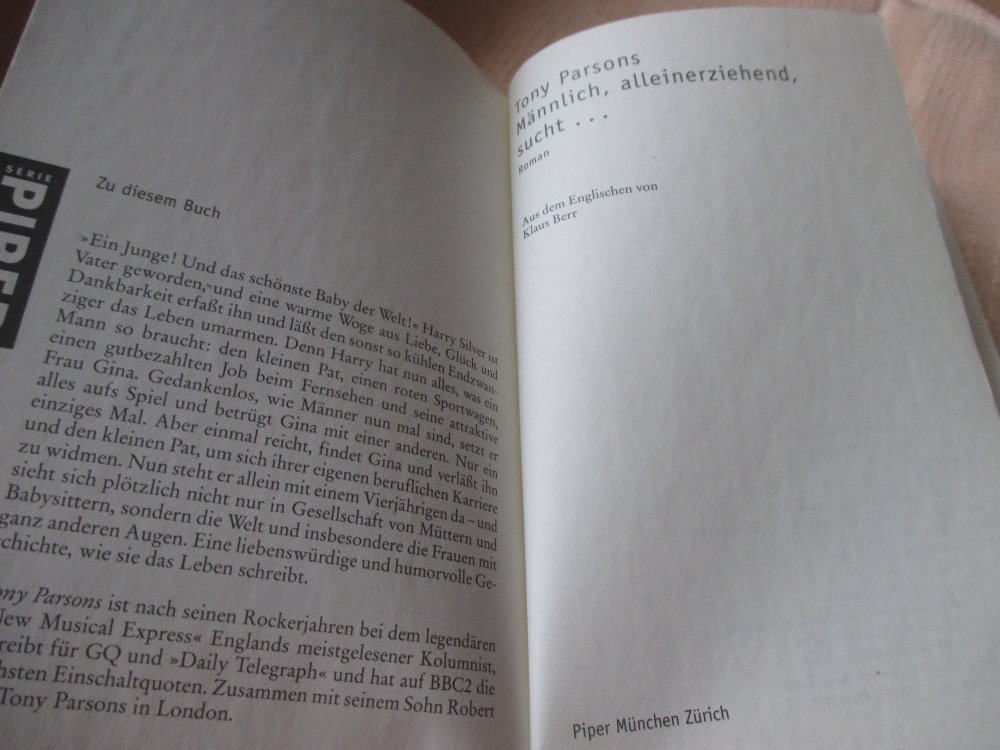 SERIE
PIPER
Zu diesem Buch
»Ein Junge! Und das schönste Baby der Welt!« Harry Silver ist
Vater geworden, und eine warme Woge aus Liebe, Glück und
Dankbarkeit erfaßt ihn und läßt den sonst so kühlen Endzwan-
ziger das Leben umarmen. Denn Harry hat nun alles, was ein
Mann so braucht: den kleinen Pat, einen roten Sportwagen,
einen gutbezahlten Job beim Fernsehen und seine attraktive
Frau Gina. Gedankenlos, wie Männer nun mal sind, setzt er
alles aufs Spiel und betrügt Gina mit einer anderen. Nur ein
einziges Mal. Aber einmal reicht, findet Gina und verläßt ihn
und den kleinen Pat, um sich ihrer eigenen beruflichen Karriere
zu widmen. Nun steht er allein mit einem Vierjährigen da – und
sieht sich plötzlich nicht nur in Gesellschaft von Müttern und
Babysittern, sondern die Welt und insbesondere die Frauen mit
ganz anderen Augen. Eine liebenswürdige und humorvolle Ge-
chichte, wie sie das Leben schreibt.
ony Parsons ist nach seinen Rockerjahren bei dem legendären
New Musical Express« Englands meistgelesener Kolumnist,
reibt für GQ und »Daily Telegraph« und hat auf BBC2 die
hsten Einschaltquoten. Zusammen mit seinem Sohn Robert
Tony Parsons in London.
Tony Parsons
Männlich, alleinerziehend,
sucht ...
Roman
Aus dem Englischen von
Klaus Berr
Piper München Zürich